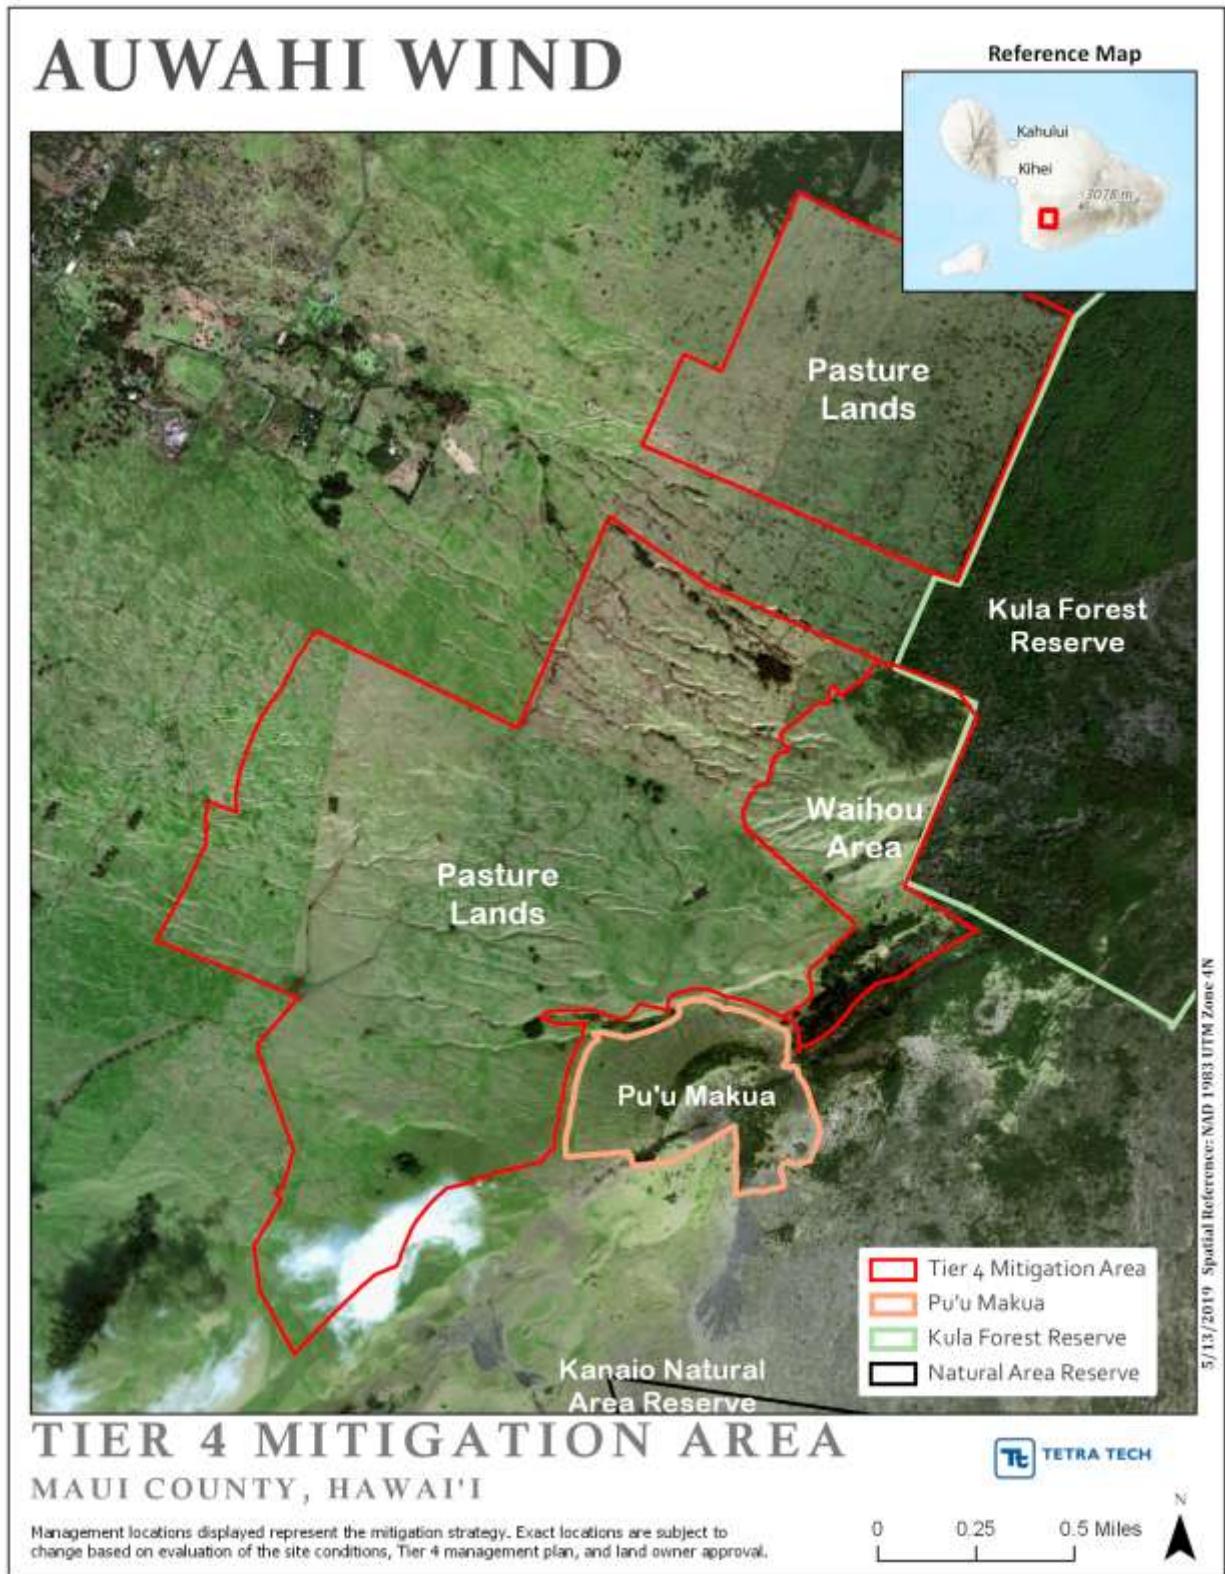 AUWAHI WIND
Reference Map
Kahului
Kihei
3078 m
Pasture
Lands
Kula Forest
Reserve
Waihou
Area
Pasture
Lands
Pu'u Makua
Kanaio Natural
Area Reserve
Tier 4 Mitigation Area
Pu'u Makua
Kula Forest Reserve
Natural Area Reserve
5/13/2019 Spatial Reference: NAD 1983 UTM Zone 4N
TIER 4 MITIGATION AREA
MAUI COUNTY, HAWAI'I
Tt TETRA TECH
Management locations displayed represent the mitigation strategy. Exact locations are subject to
change based on evaluation of the site conditions, Tier 4 management plan, and land owner approval.
0 0.25 0.5 Miles
N